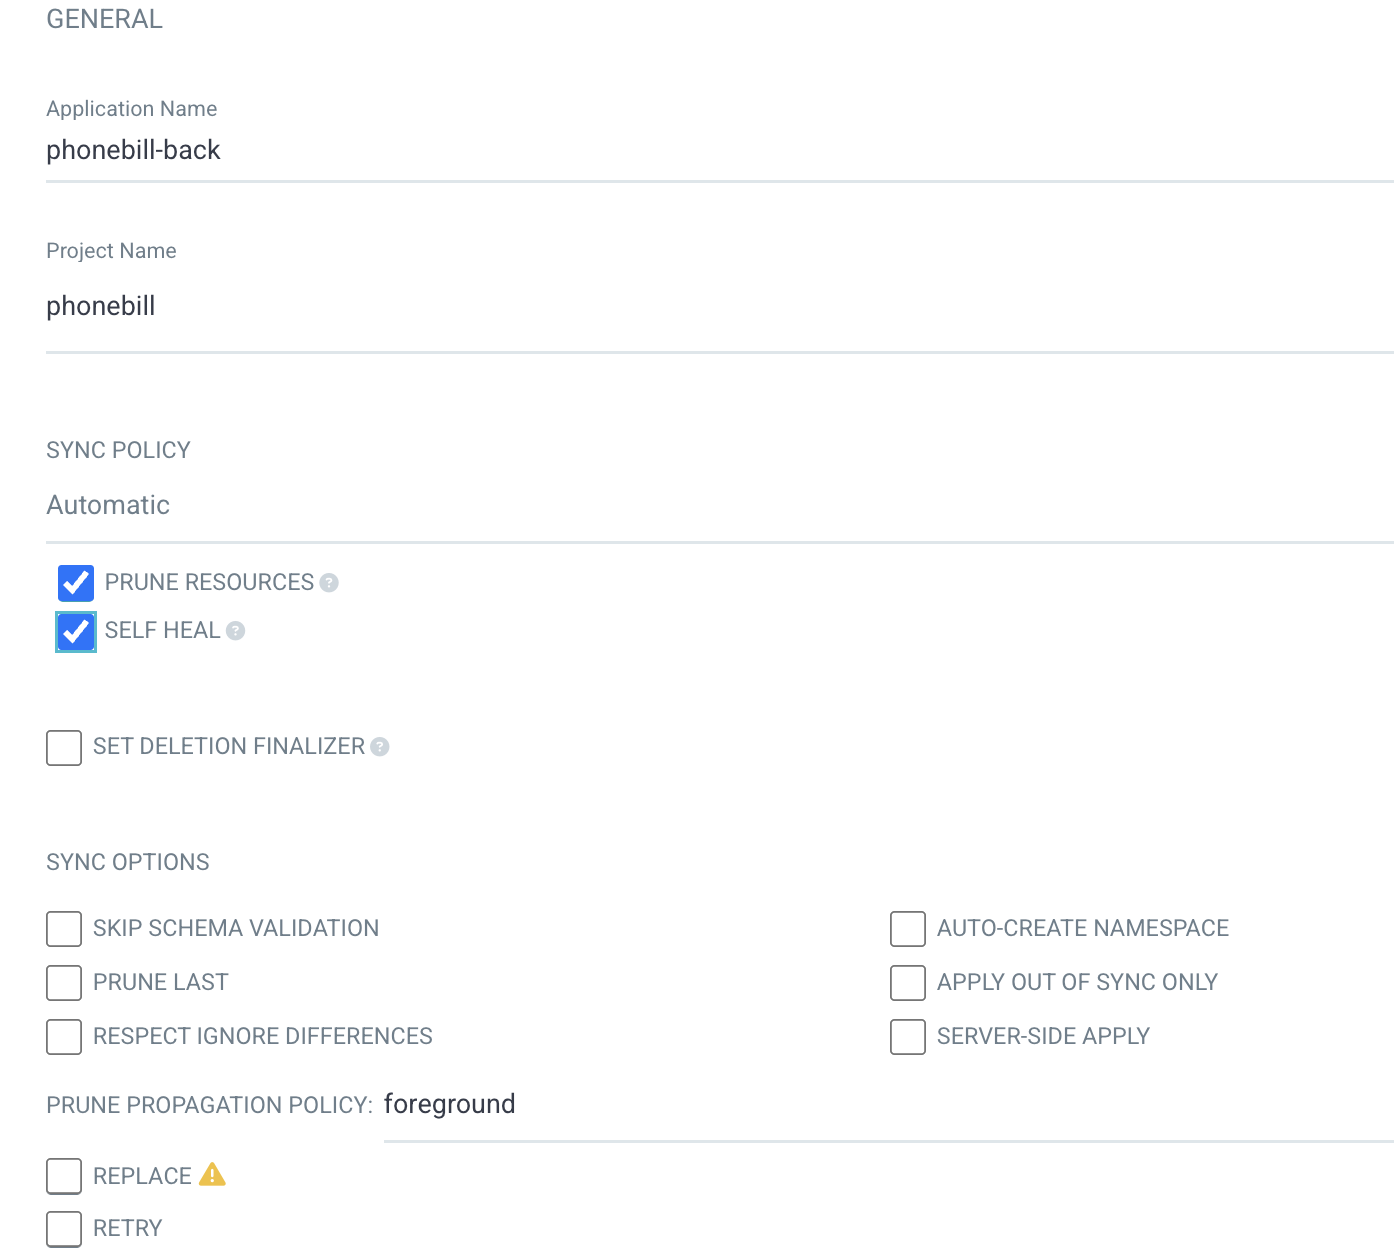 GENERAL
Application Name
phonebill-back
Project Name
phonebill
SYNC POLICY
Automatic
PRUNE RESOURCES ?
SELF HEAL ?
SET DELETION FINALIZER ?
SYNC OPTIONS
SKIP SCHEMA VALIDATION AUTO-CREATE NAMESPACE
PRUNE LAST APPLY OUT OF SYNC ONLY
RESPECT IGNORE DIFFERENCES SERVER-SIDE APPLY
PRUNE PROPAGATION POLICY: foreground
REPLACE
RETRY